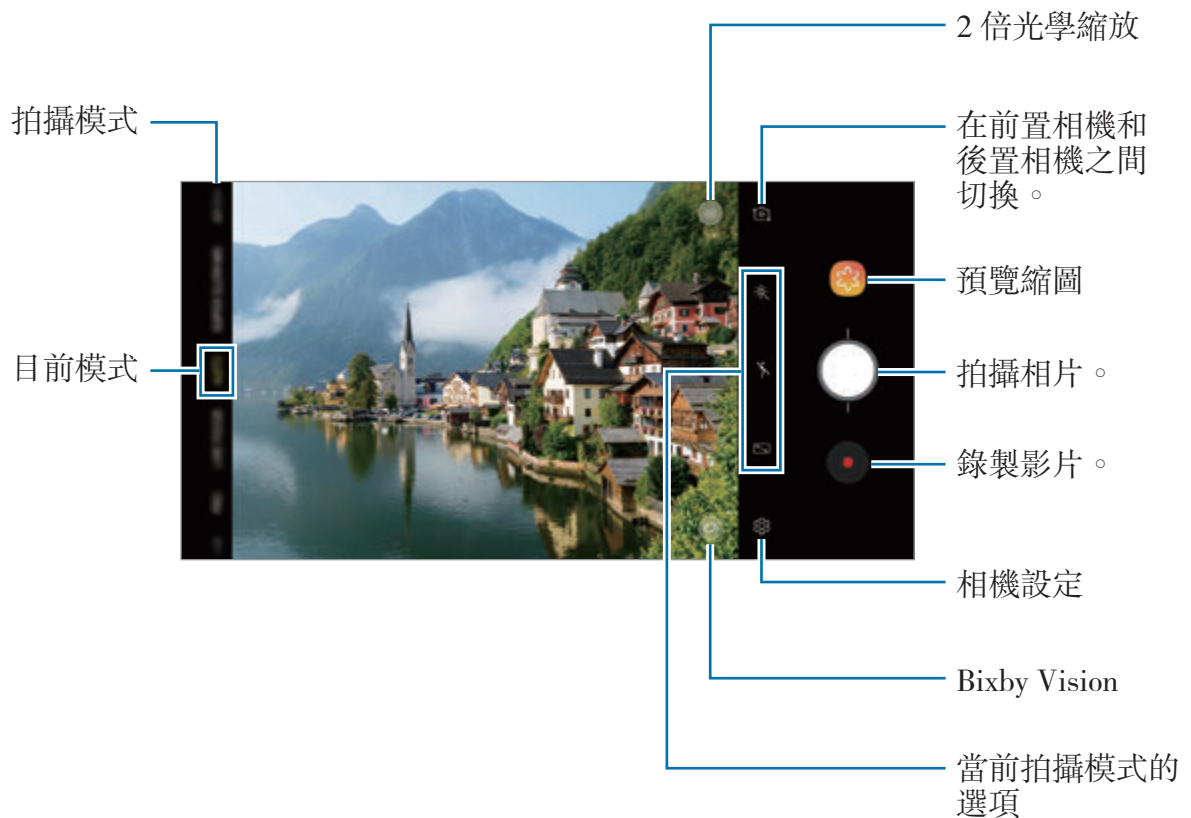 2 倍光學縮放
拍攝模式
在前置相機和
後置相機之間
切換。
預覽縮圖
目前模式
拍攝相片。
錄製影片。
相機設定
Bixby Vision
當前拍攝模式的
選項